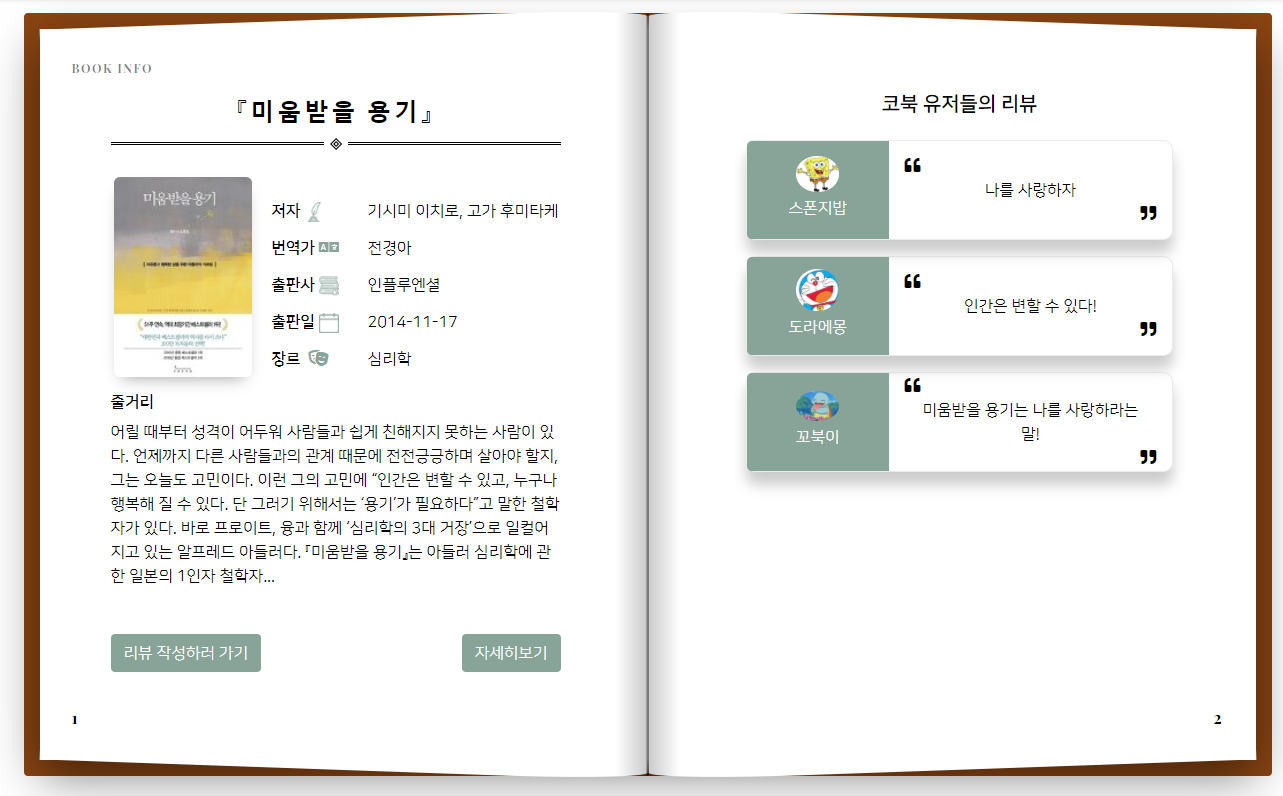 BOOK INFO
『미움받을 용기』
미움받을 용기
저자 기시미 이치로, 고가 후미타케
번역가 전경아
출판사 인플루엔셜
출판일 2014-11-17
장르 심리학
줄거리
어릴 때부터 성격이 어두워 사람들과 쉽게 친해지지 못하는 사람이 있
다. 언제까지 다른 사람들과의 관계 때문에 전전긍긍하며 살아야 할지,
그는 오늘도 고민이다. 이런 그의 고민에 “인간은 변할 수 있고, 누구나
행복해 질 수 있다. 단 그러기 위해서는 ‘용기’가 필요하다”고 말한 철학
자가 있다. 바로 프로이트, 융과 함께 ‘심리학의 3대 거장’으로 일컬어
지고 있는 알프레드 아들러다. 『미움받을 용기』는 아들러 심리학에 관
한 일본의 1인자 철학자...
리뷰 작성하러 가기
자세히보기
1
코북 유저들의 리뷰
스폰지밥
“
나를 사랑하자
”
도라에몽
“
인간은 변할 수 있다!
”
꼬북이
“
미움받을 용기는 나를 사랑하라는
말!
”
2